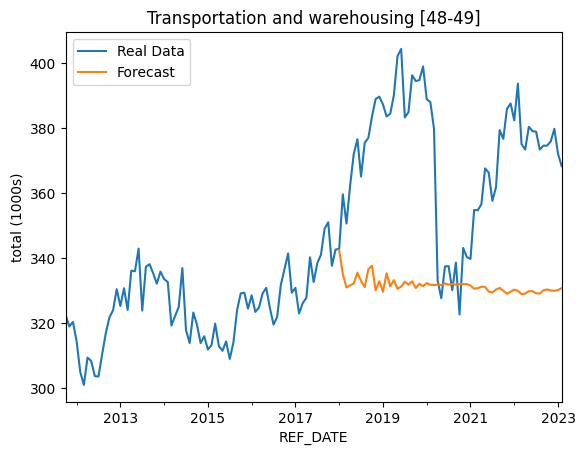 Transportation and warehousing [48-49]
Real Data
Forecast
total (1000s)
400
380
360
340
320
300
2013
2015
2017
2019
2021
2023
REF_DATE